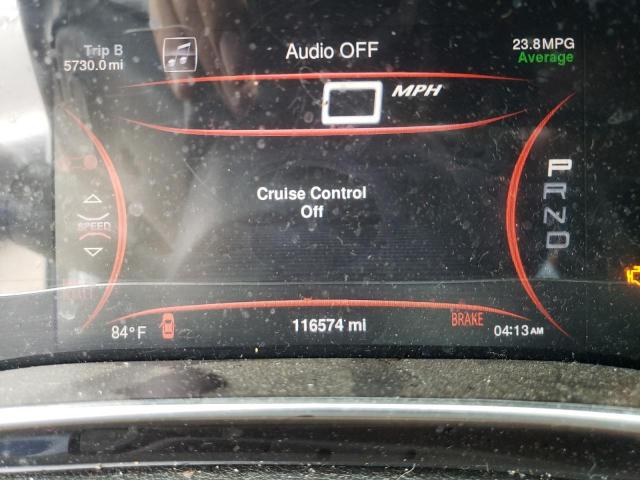 Trip B
5730.0 mi
Audio OFF
23.8 MPG
Average
0 MPH
Cruise Control
Off
SPEED
P
R
N
D
84°F
116574 mi
BRAKE
04:13 AM